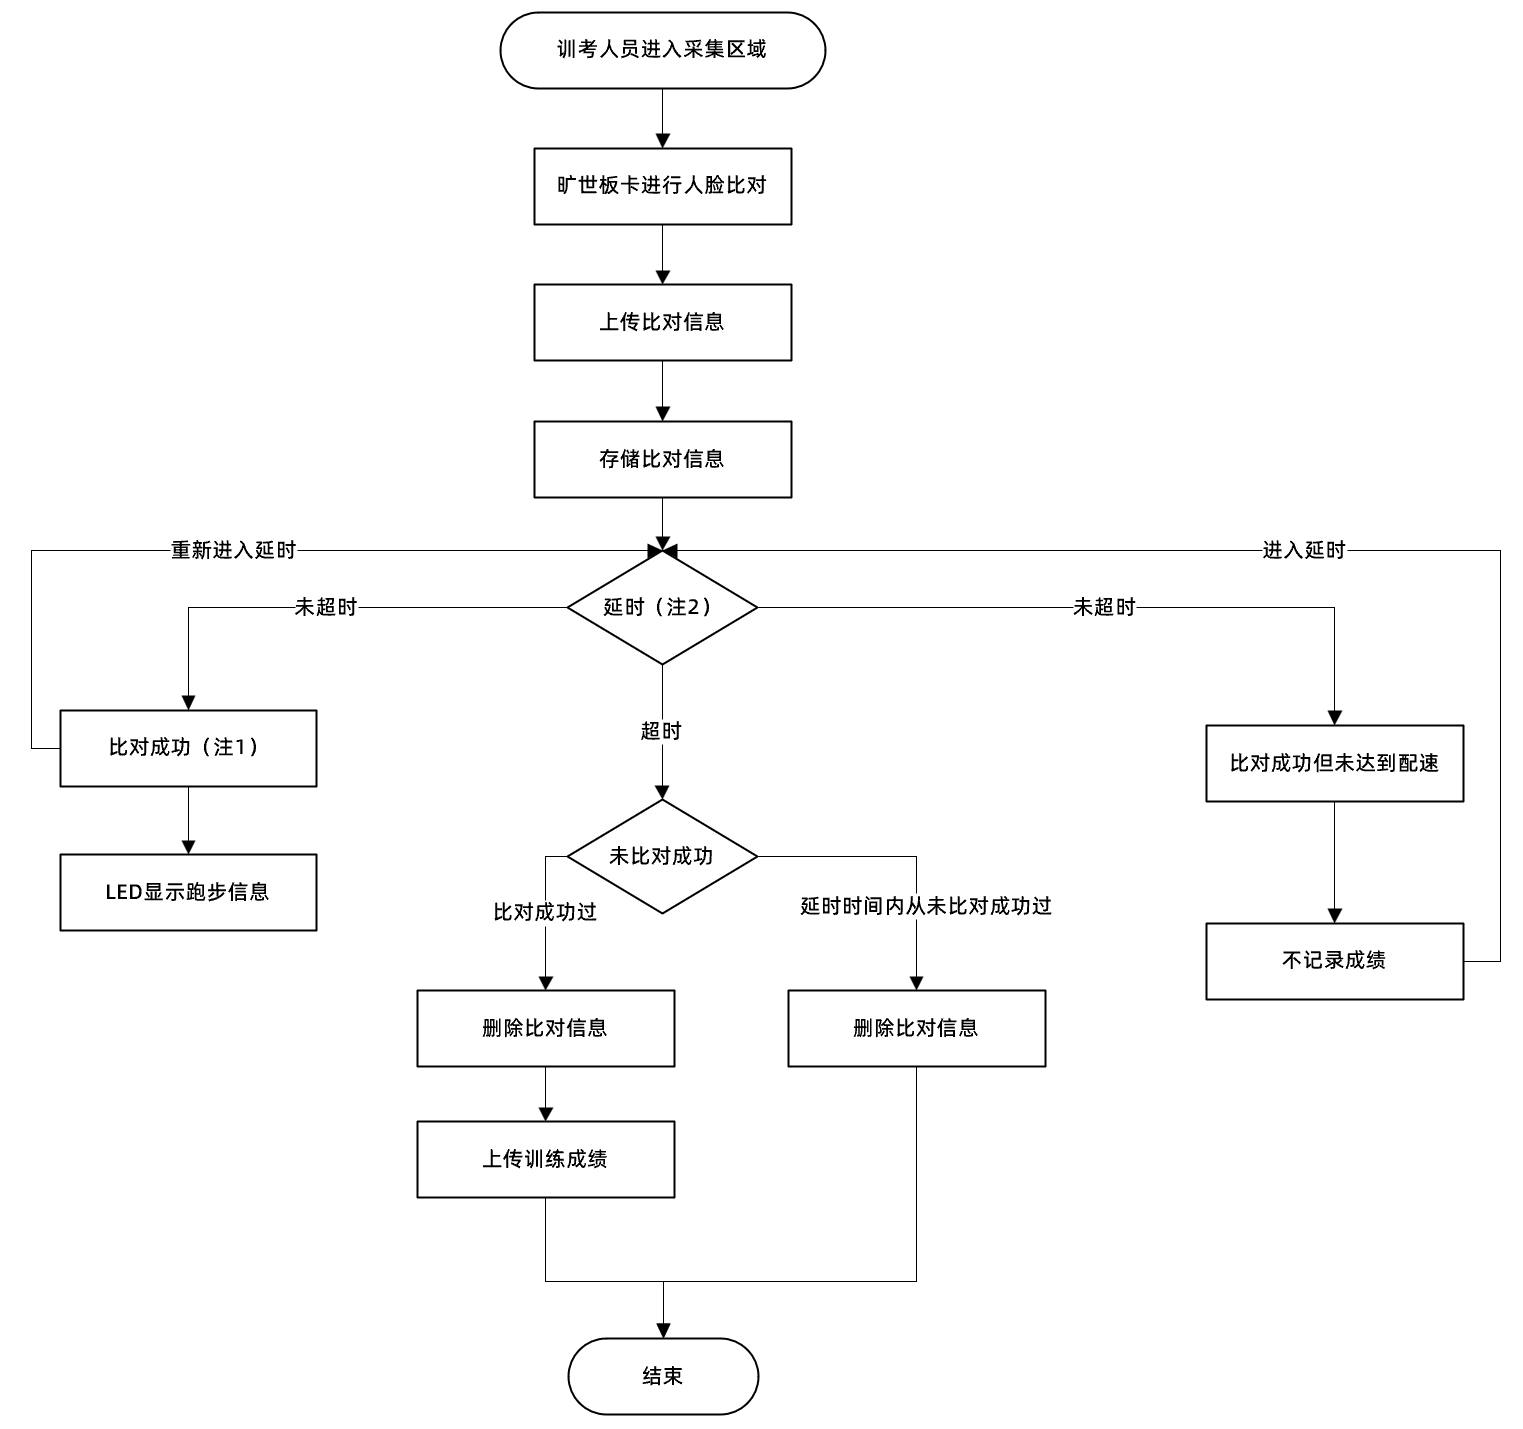 训考人员进入采集区域
旷世板卡进行人脸比对
上传比对信息
存储比对信息
重新进入延时
进入延时
未超时
延时（注2）
未超时
超时
比对成功（注1）
比对成功但未达到配速
未比对成功
LED显示跑步信息
比对成功过
延时时间内从未比对成功过
不记录成绩
删除比对信息
删除比对信息
上传训练成绩
结束